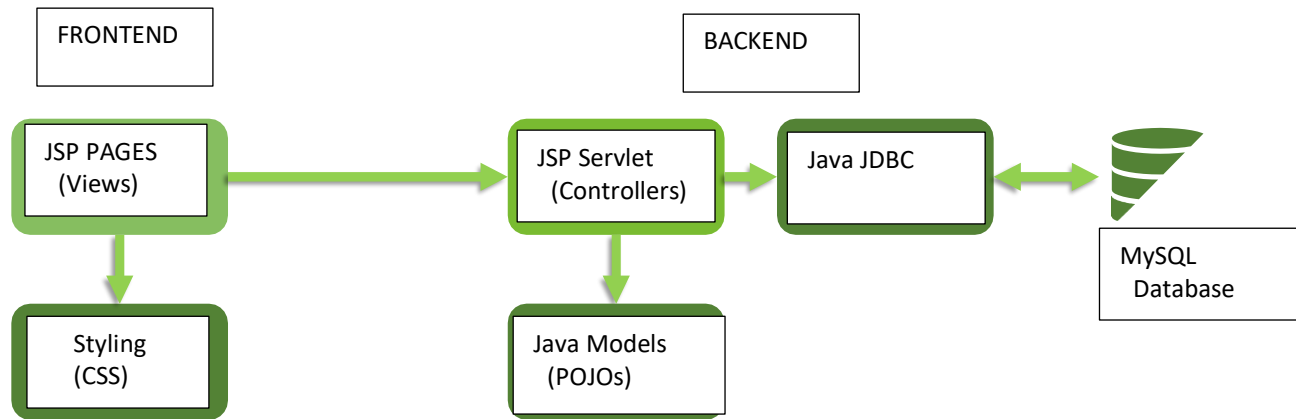 FRONTEND
BACKEND
JSP PAGES
(Views)
JSP Servlet
(Controllers)
Java JDBC
MySQL
Database
Styling
(CSS)
Java Models
(POJOs)